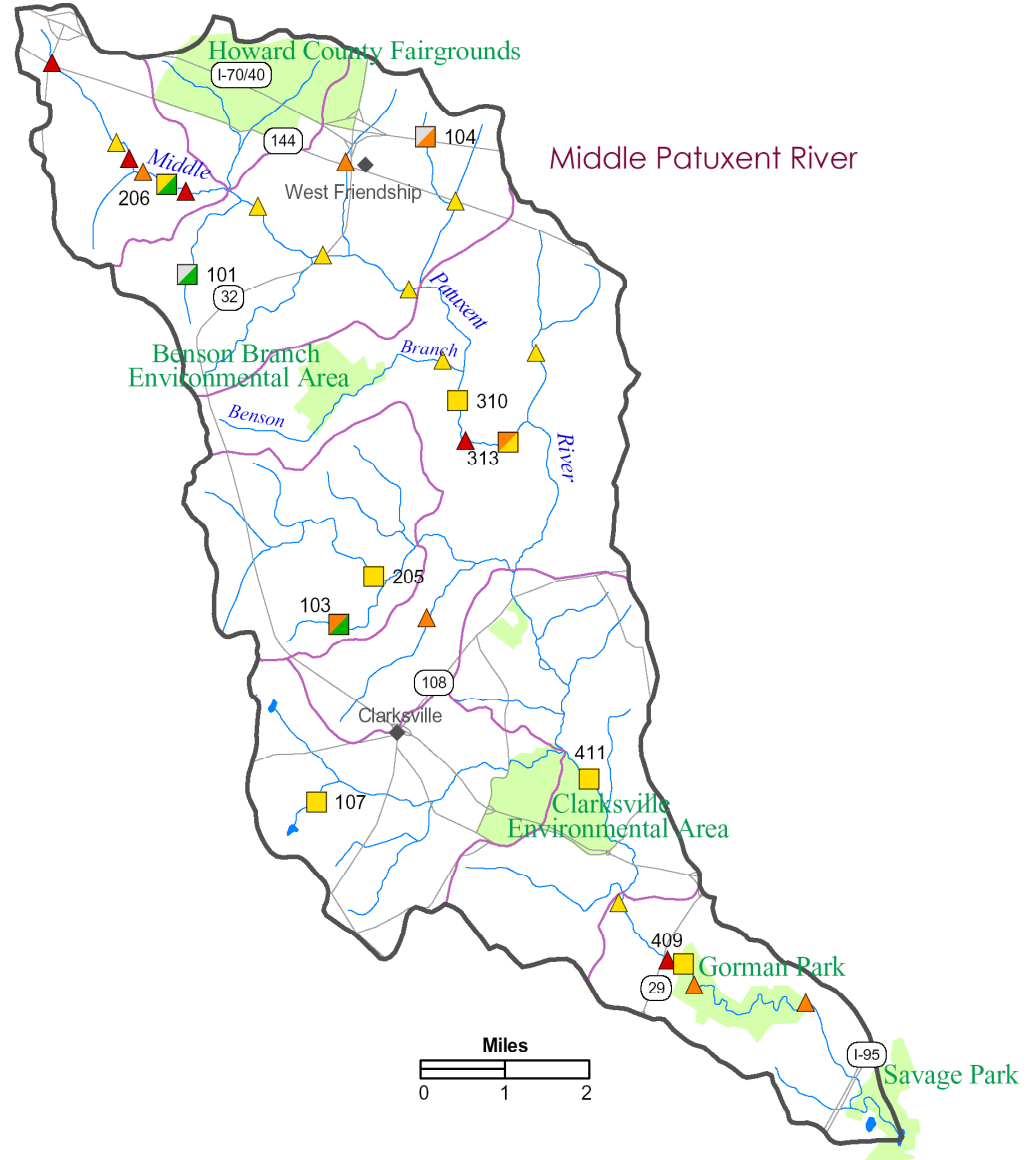 Howard County Fairgrounds
I-70/40
144
104
Middle Patuxent River
Middle
West Friendship
206
101
32
Patuxent
Benson Branch
Environmental Area
Branch
310
Benson
313
River
205
103
108
Clarksville
411
107
Clarksville
Environmental Area
409
Gorman Park
29
I-95
Savage Park
Miles
0 1 2